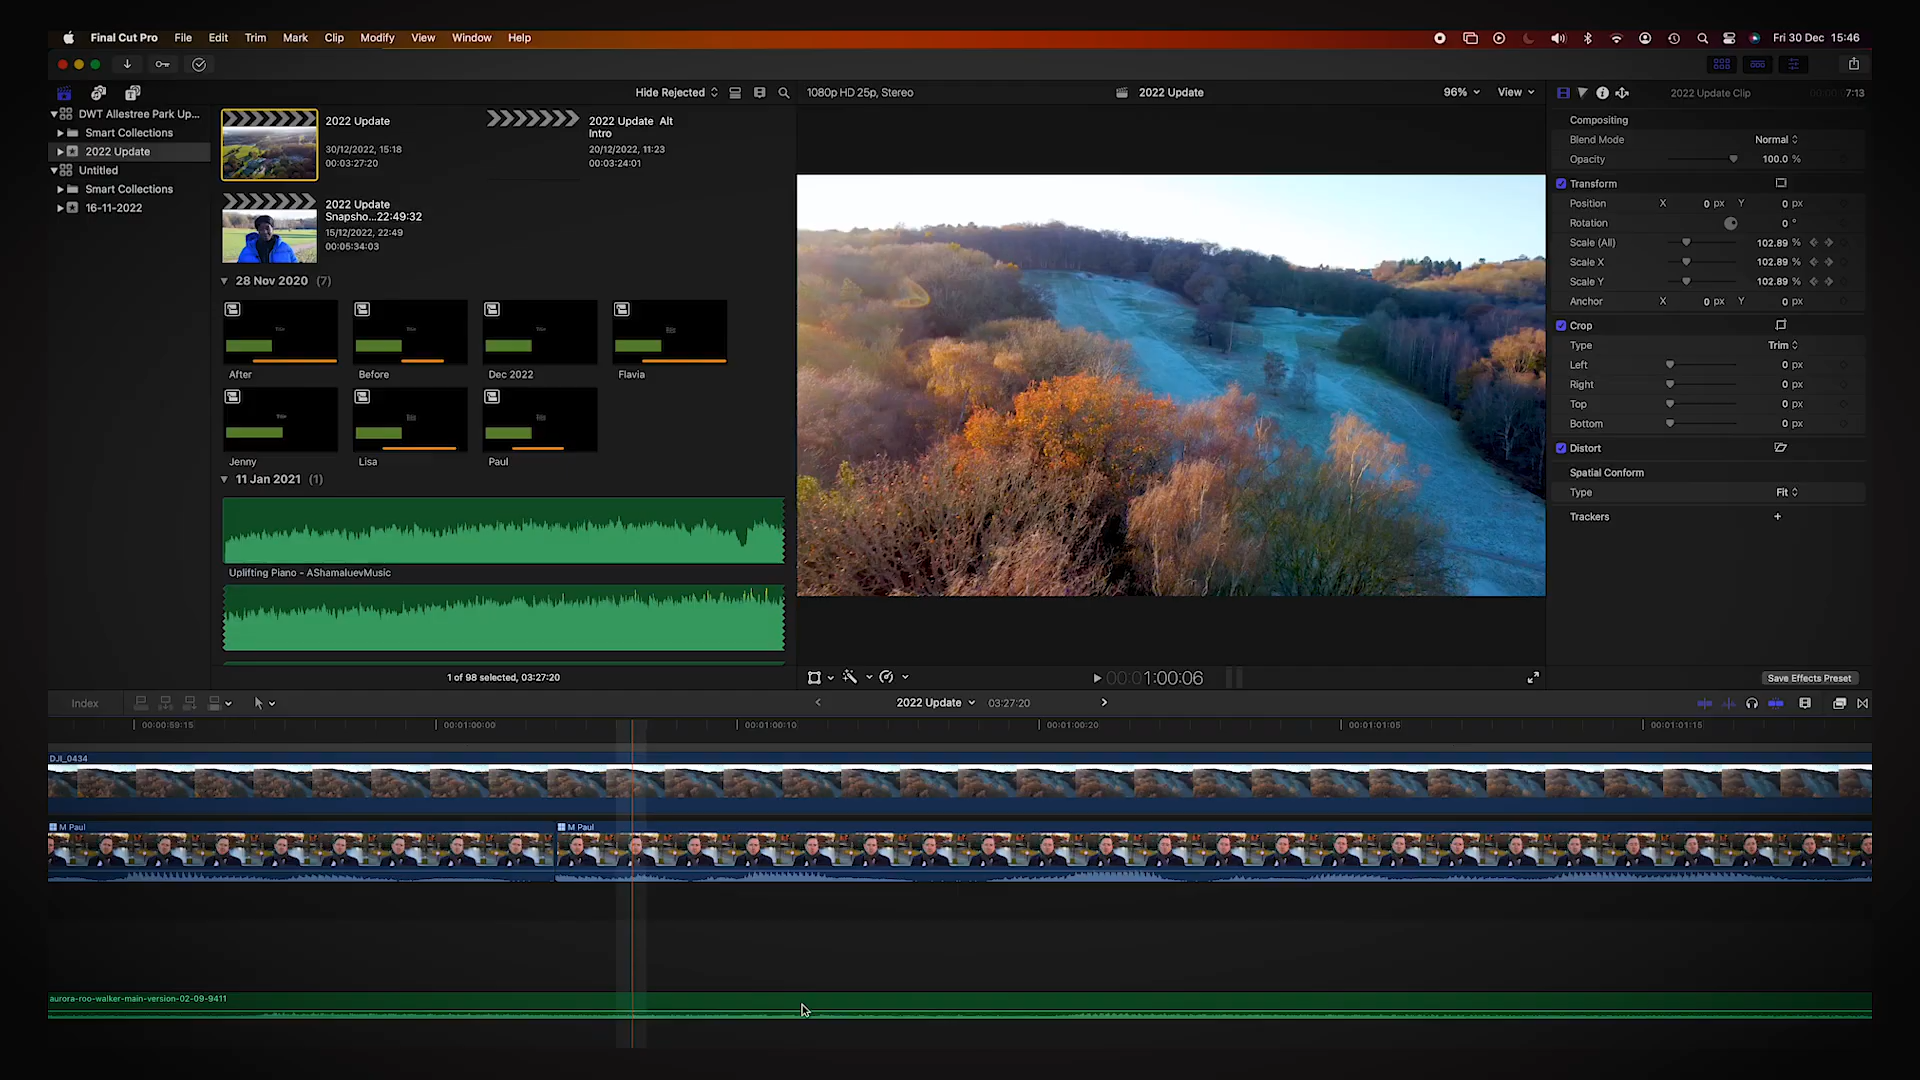 Final Cut Pro File Edit Trim Mark Clip Modify View Window Help Fri 30 Dec 15:46
Hide Rejected 1080p HD 25p, Stereo 2022 Update 96% View 2022 Update Clip 7:13
DWT Allestree Park Up...
Smart Collections
2022 Update
Untitled
Smart Collections
16-11-2022
2022 Update
30/12/2022, 15:18
00:03:27:20
2022 Update Alt
Intro
20/12/2022, 11:23
00:03:24:01
2022 Update
Snapsho...22:49:32
15/12/2022, 22:49
00:05:34:03
28 Nov 2020 (7)
After Before Dec 2022 Flavia
Jenny Lisa Paul
11 Jan 2021 (1)
Uplifting Piano - AShamaluevMusic
1 of 98 selected, 03:27:20
00:00:01:00:06
Compositing
Blend Mode Normal
Opacity 100.0 %
Transform
Position X 0 px Y 0 px
Rotation 0 °
Scale (All) 102.89 %
Scale X 102.89 %
Scale Y 102.89 %
Anchor X 0 px Y 0 px
Crop
Type Trim
Left 0 px
Right 0 px
Top 0 px
Bottom 0 px
Distort
Spatial Conform
Type Fit
Trackers +
Save Effects Preset
Index 2022 Update 03:27:20
00:00:59:15 00:01:00:00 00:01:00:10 00:01:00:20 00:01:01:05 00:01:01:15
DJI_0434
M Paul M Paul
aurora-roo-walker-main-version-02-09-9411